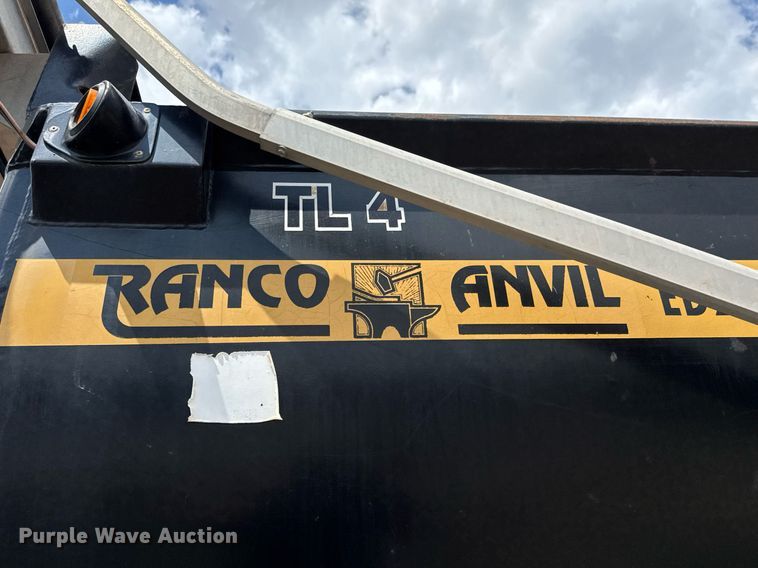 TL 4
RANCO ANVIL
Purple Wave Auction